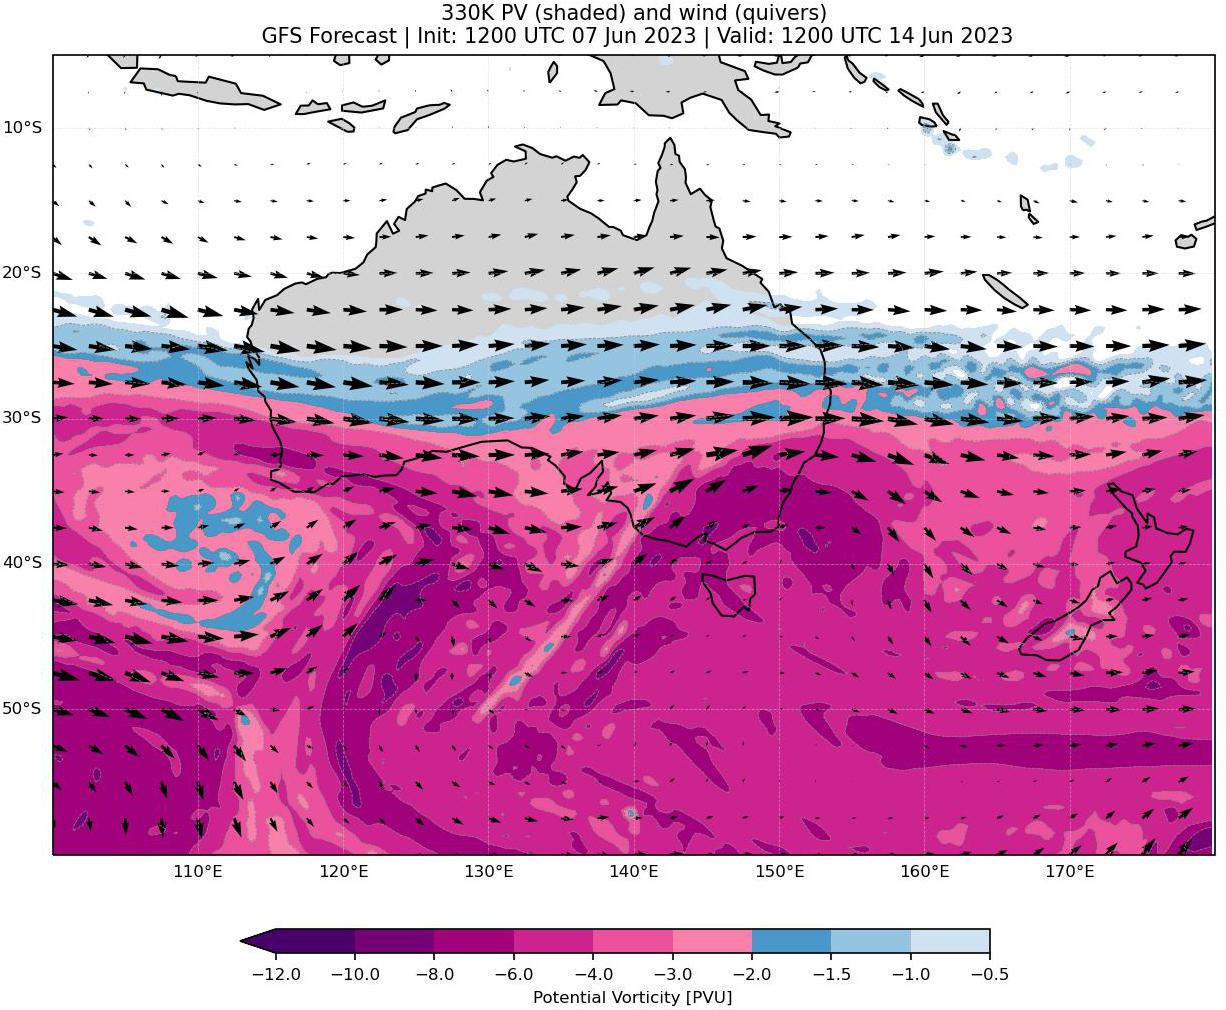 330K PV (shaded) and wind (quivers)
GFS Forecast | Init: 1200 UTC 07 Jun 2023 | Valid: 1200 UTC 14 Jun 2023
10°S
20°S
30°S
40°S
50°S
110°E 120°E 130°E 140°E 150°E 160°E 170°E
−12.0 −10.0 −8.0 −6.0 −4.0 −3.0 −2.0 −1.5 −1.0 −0.5
Potential Vorticity [PVU]